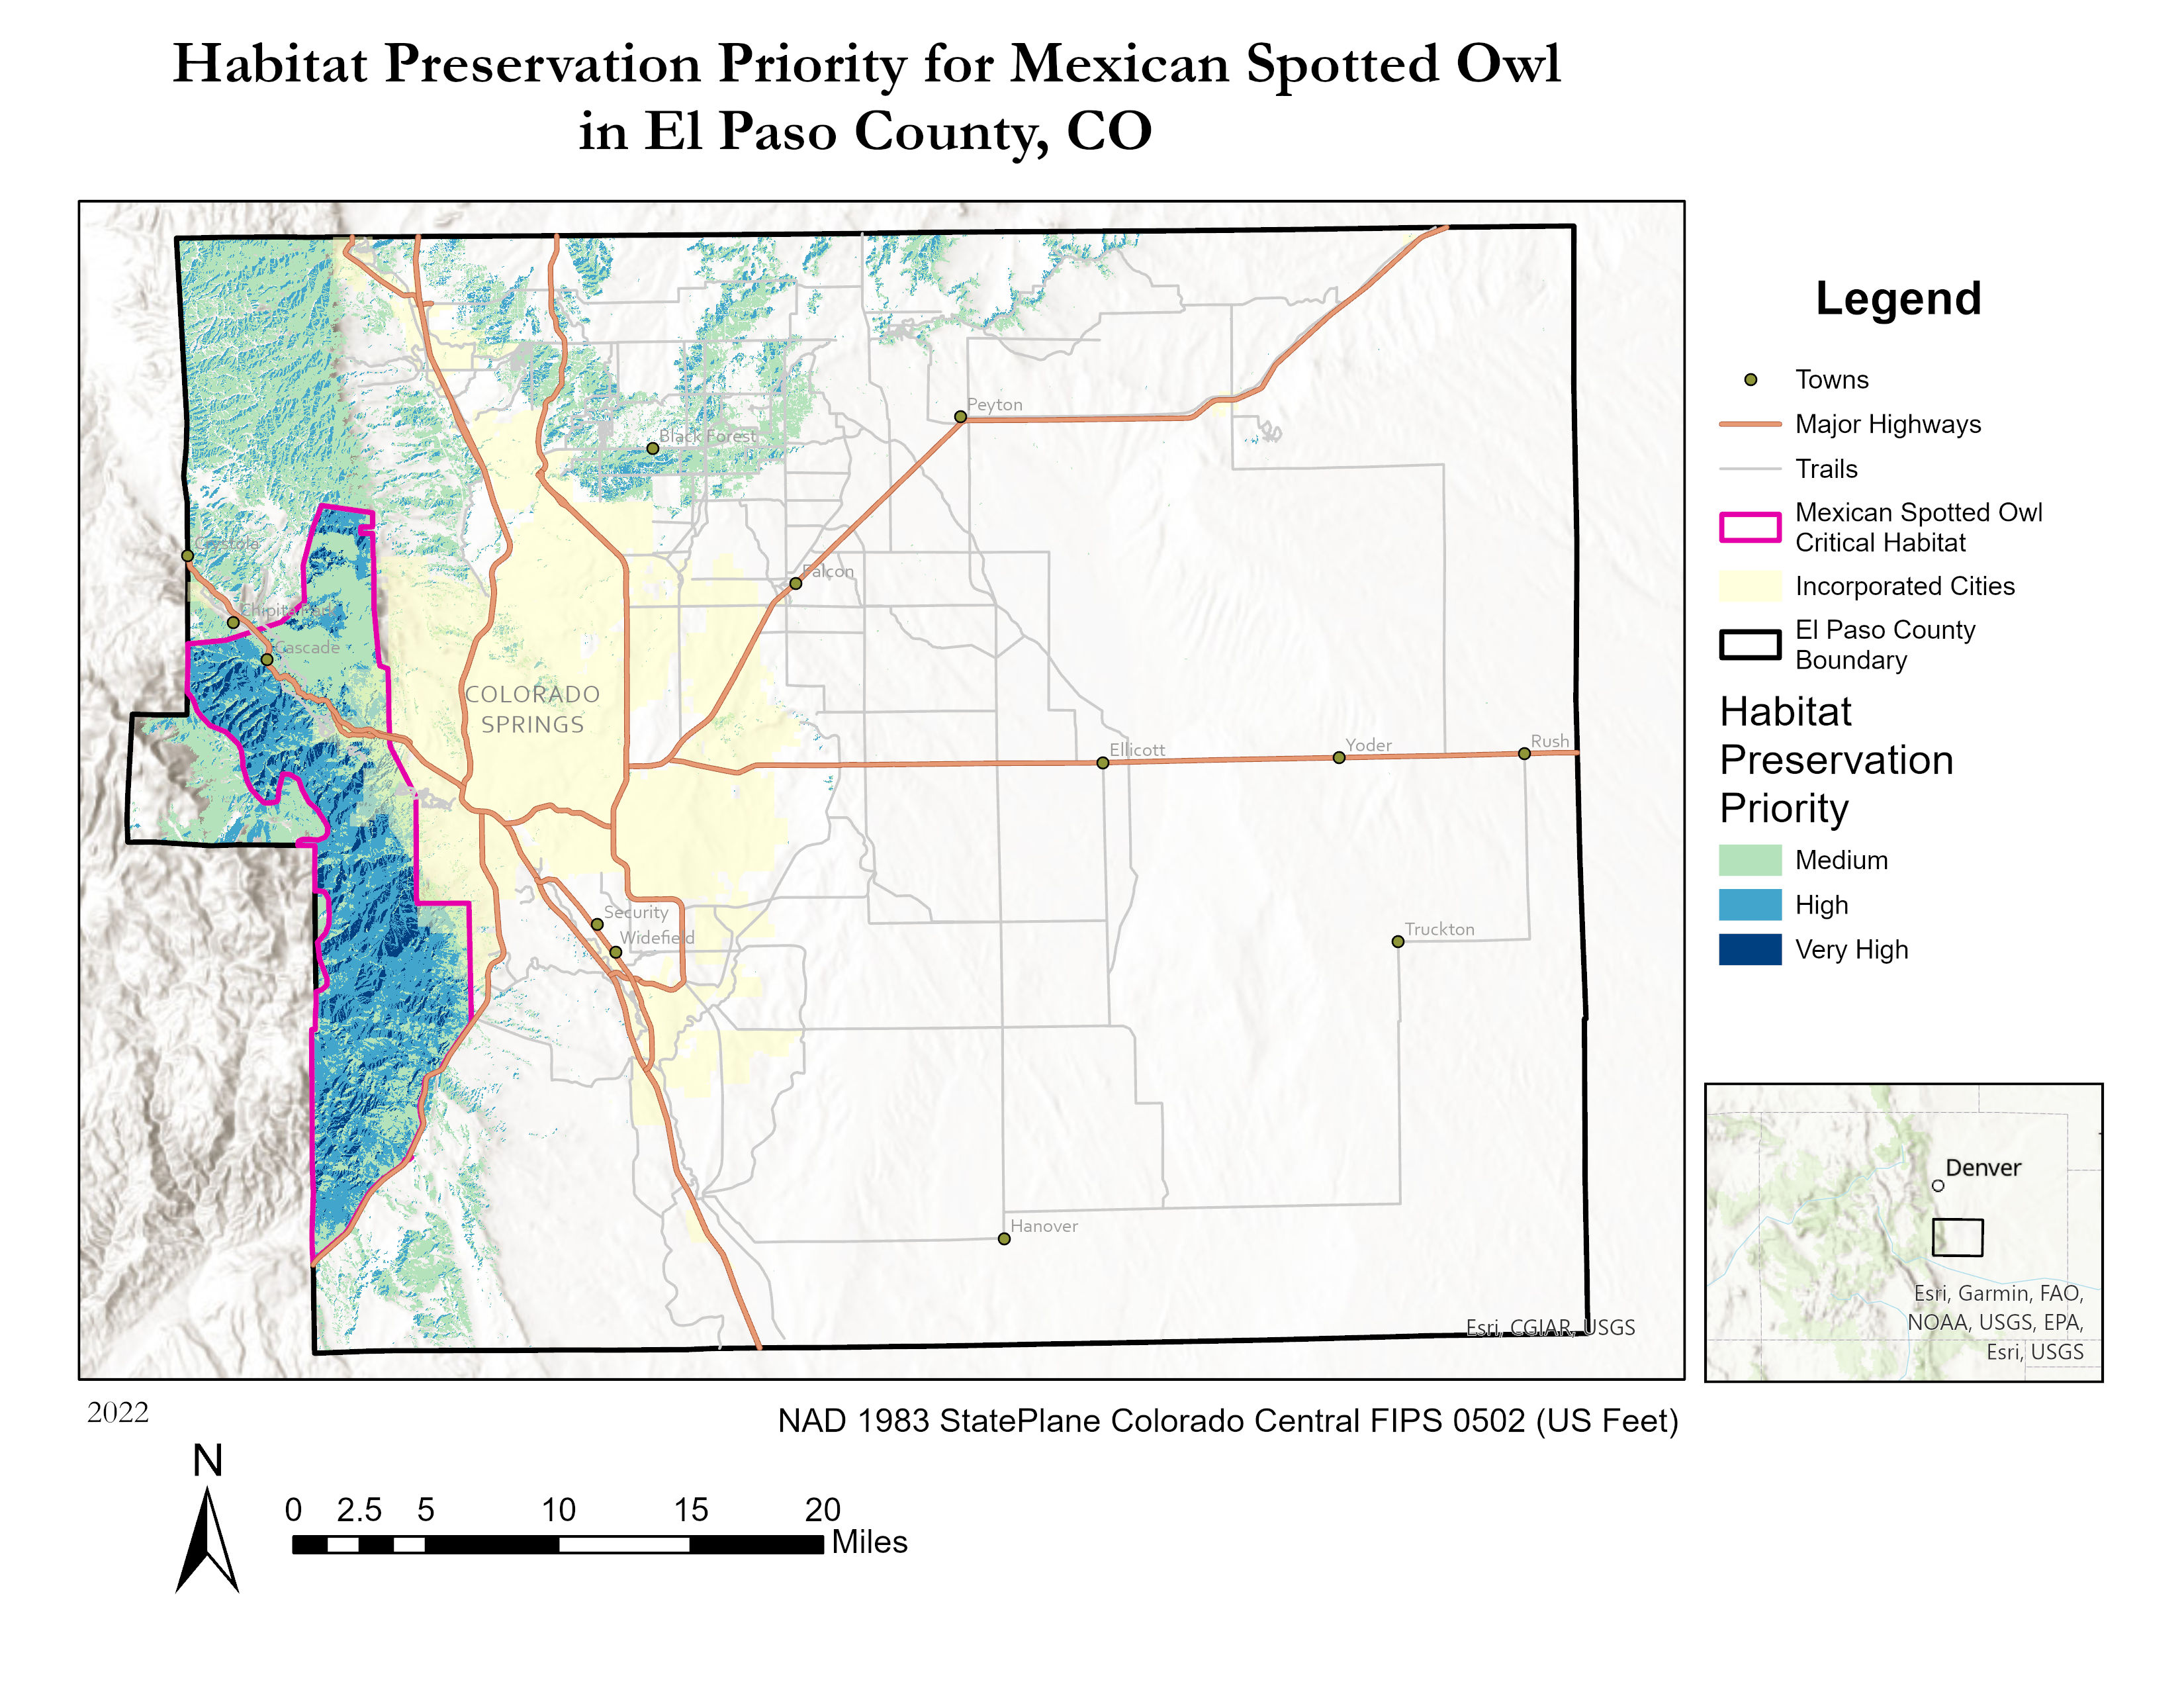 Habitat Preservation Priority for Mexican Spotted Owl
in El Paso County, CO
Peyton
Black Forest
Crystola
Falcon
Chipita Park
Cascade
COLORADO
SPRINGS
Ellicott
Yoder
Rush
Security
Widefield
Truckton
Hanover
Esri, CGIAR, USGS
Legend
Towns
Major Highways
Trails
Mexican Spotted Owl
Critical Habitat
Incorporated Cities
El Paso County
Boundary
Habitat
Preservation
Priority
Medium
High
Very High
Denver
Esri, Garmin, FAO,
NOAA, USGS, EPA,
Esri, USGS
2022
NAD 1983 StatePlane Colorado Central FIPS 0502 (US Feet)
N
0 2.5 5 10 15 20
Miles